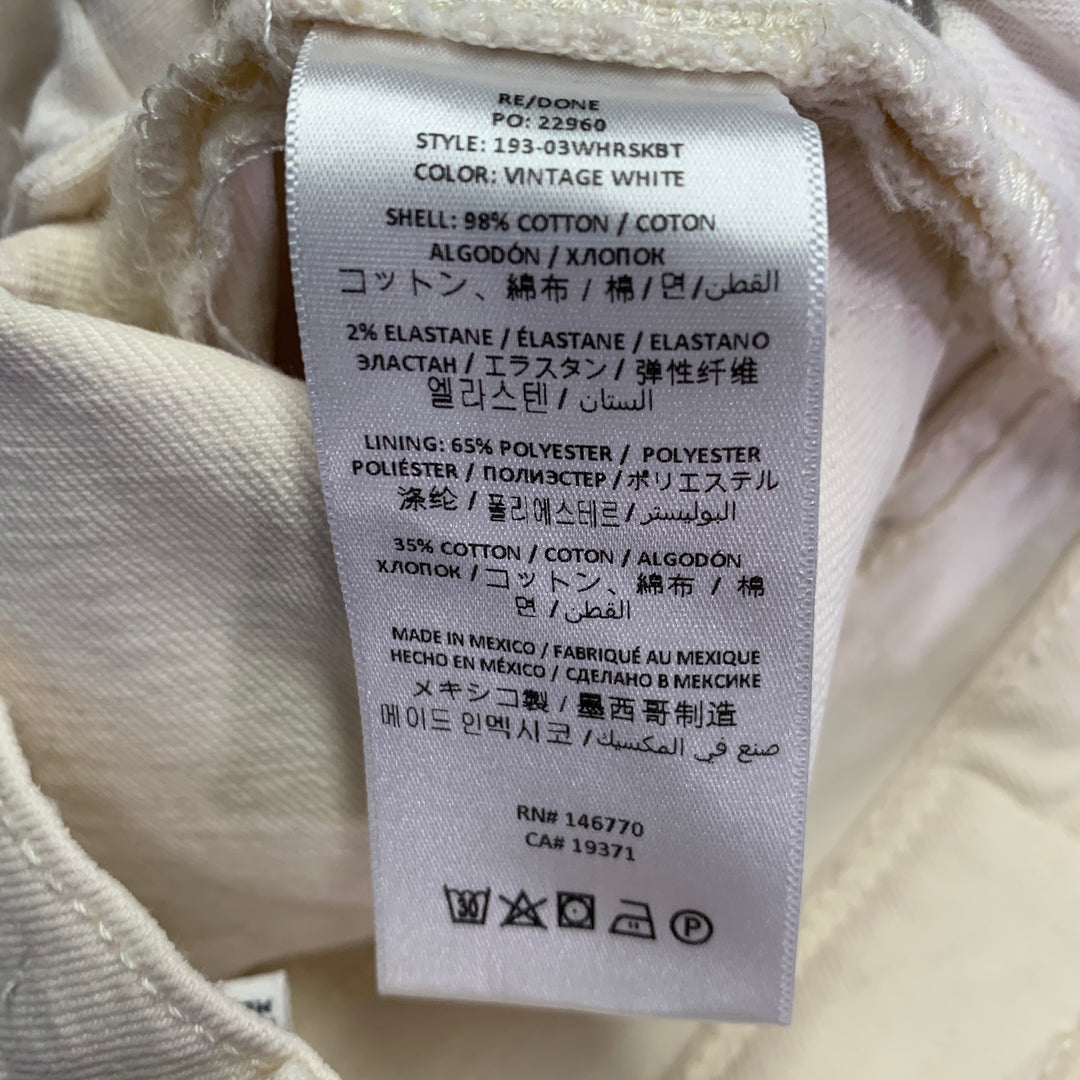 RE/DONE
PO: 22960
STYLE: 193-03WHRSKBT
COLOR: VINTAGE WHITE
SHELL: 98% COTTON / COTON
ALGODÓN / ХЛОПОК
コットン、綿布 / 棉/면/القطن
2% ELASTANE / ÉLASTANE / ELASTANO
ЭЛАСТАН / エラスタン / 弹性纤维
엘라스텐 / الستان
LINING: 65% POLYESTER / POLYESTER
POLIÉSTER / ПОЛИЭСТЕР /ポリエステル
涤纶 / 폴리에스테르/البوليستر
35% COTTON / COTON / ALGODÓN
ХЛОПОК / コットン、綿布 / 棉
면 / القطن
MADE IN MEXICO / FABRIQUÉ AU MEXIQUE
HECHO EN MÉXICO / СДЕЛАНО В МЕКСИКЕ
メキシコ製 / 墨西哥制造
메이드 인멕시코 /صنع في المكسيك
RN# 146770
CA# 19371
30 P